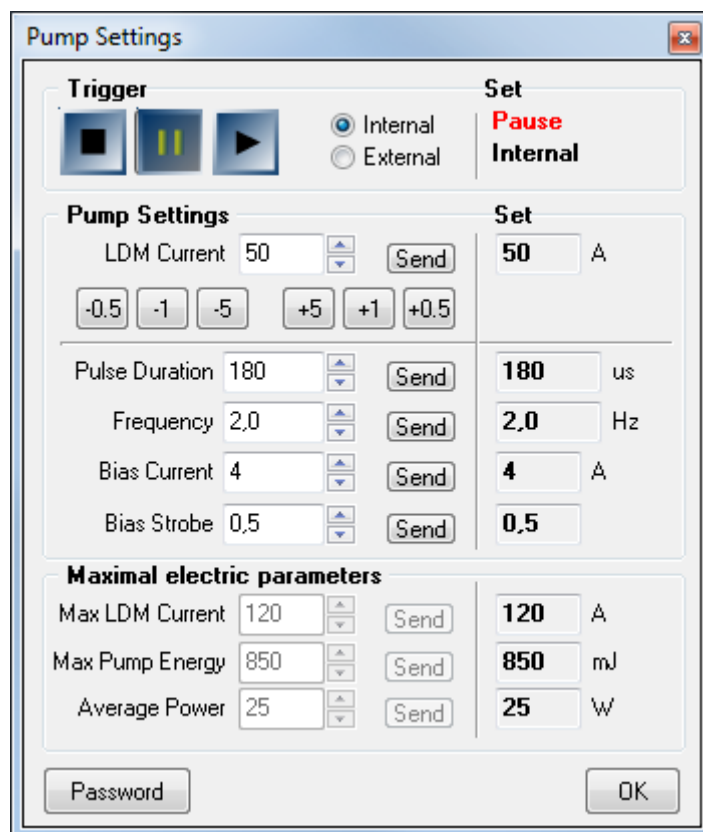 Pump Settings
Trigger Set
Internal Pause
External Internal
Pump Settings Set
LDM Current 50 Send 50 A
-0.5 -1 -5 +5 +1 +0.5
Pulse Duration 180 Send 180 us
Frequency 2,0 Send 2,0 Hz
Bias Current 4 Send 4 A
Bias Strobe 0,5 Send 0,5
Maximal electric parameters
Max LDM Current 120 Send 120 A
Max Pump Energy 850 Send 850 mJ
Average Power 25 Send 25 W
Password OK